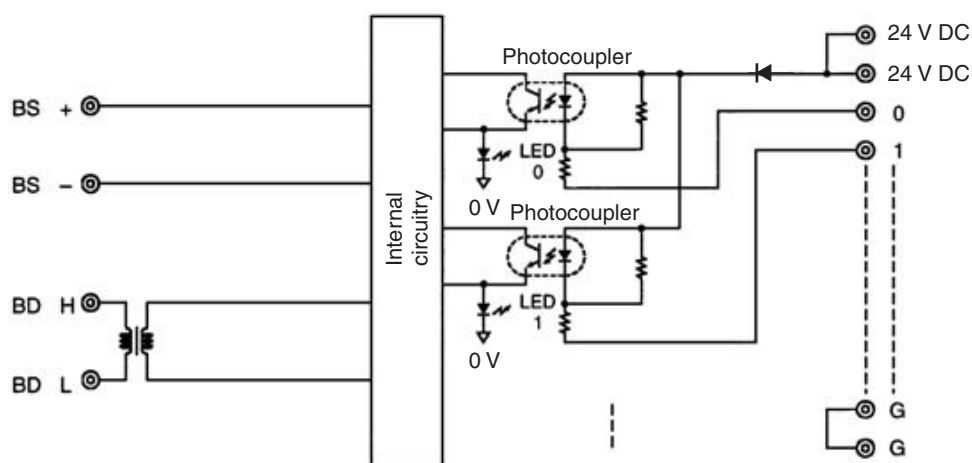 24 V DC
Photocoupler
24 V DC
BS +
0
LED
0
1
BS −
0 V
Photocoupler
Internal
circuitry
BD H
LED
1
0 V
BD L
G
G